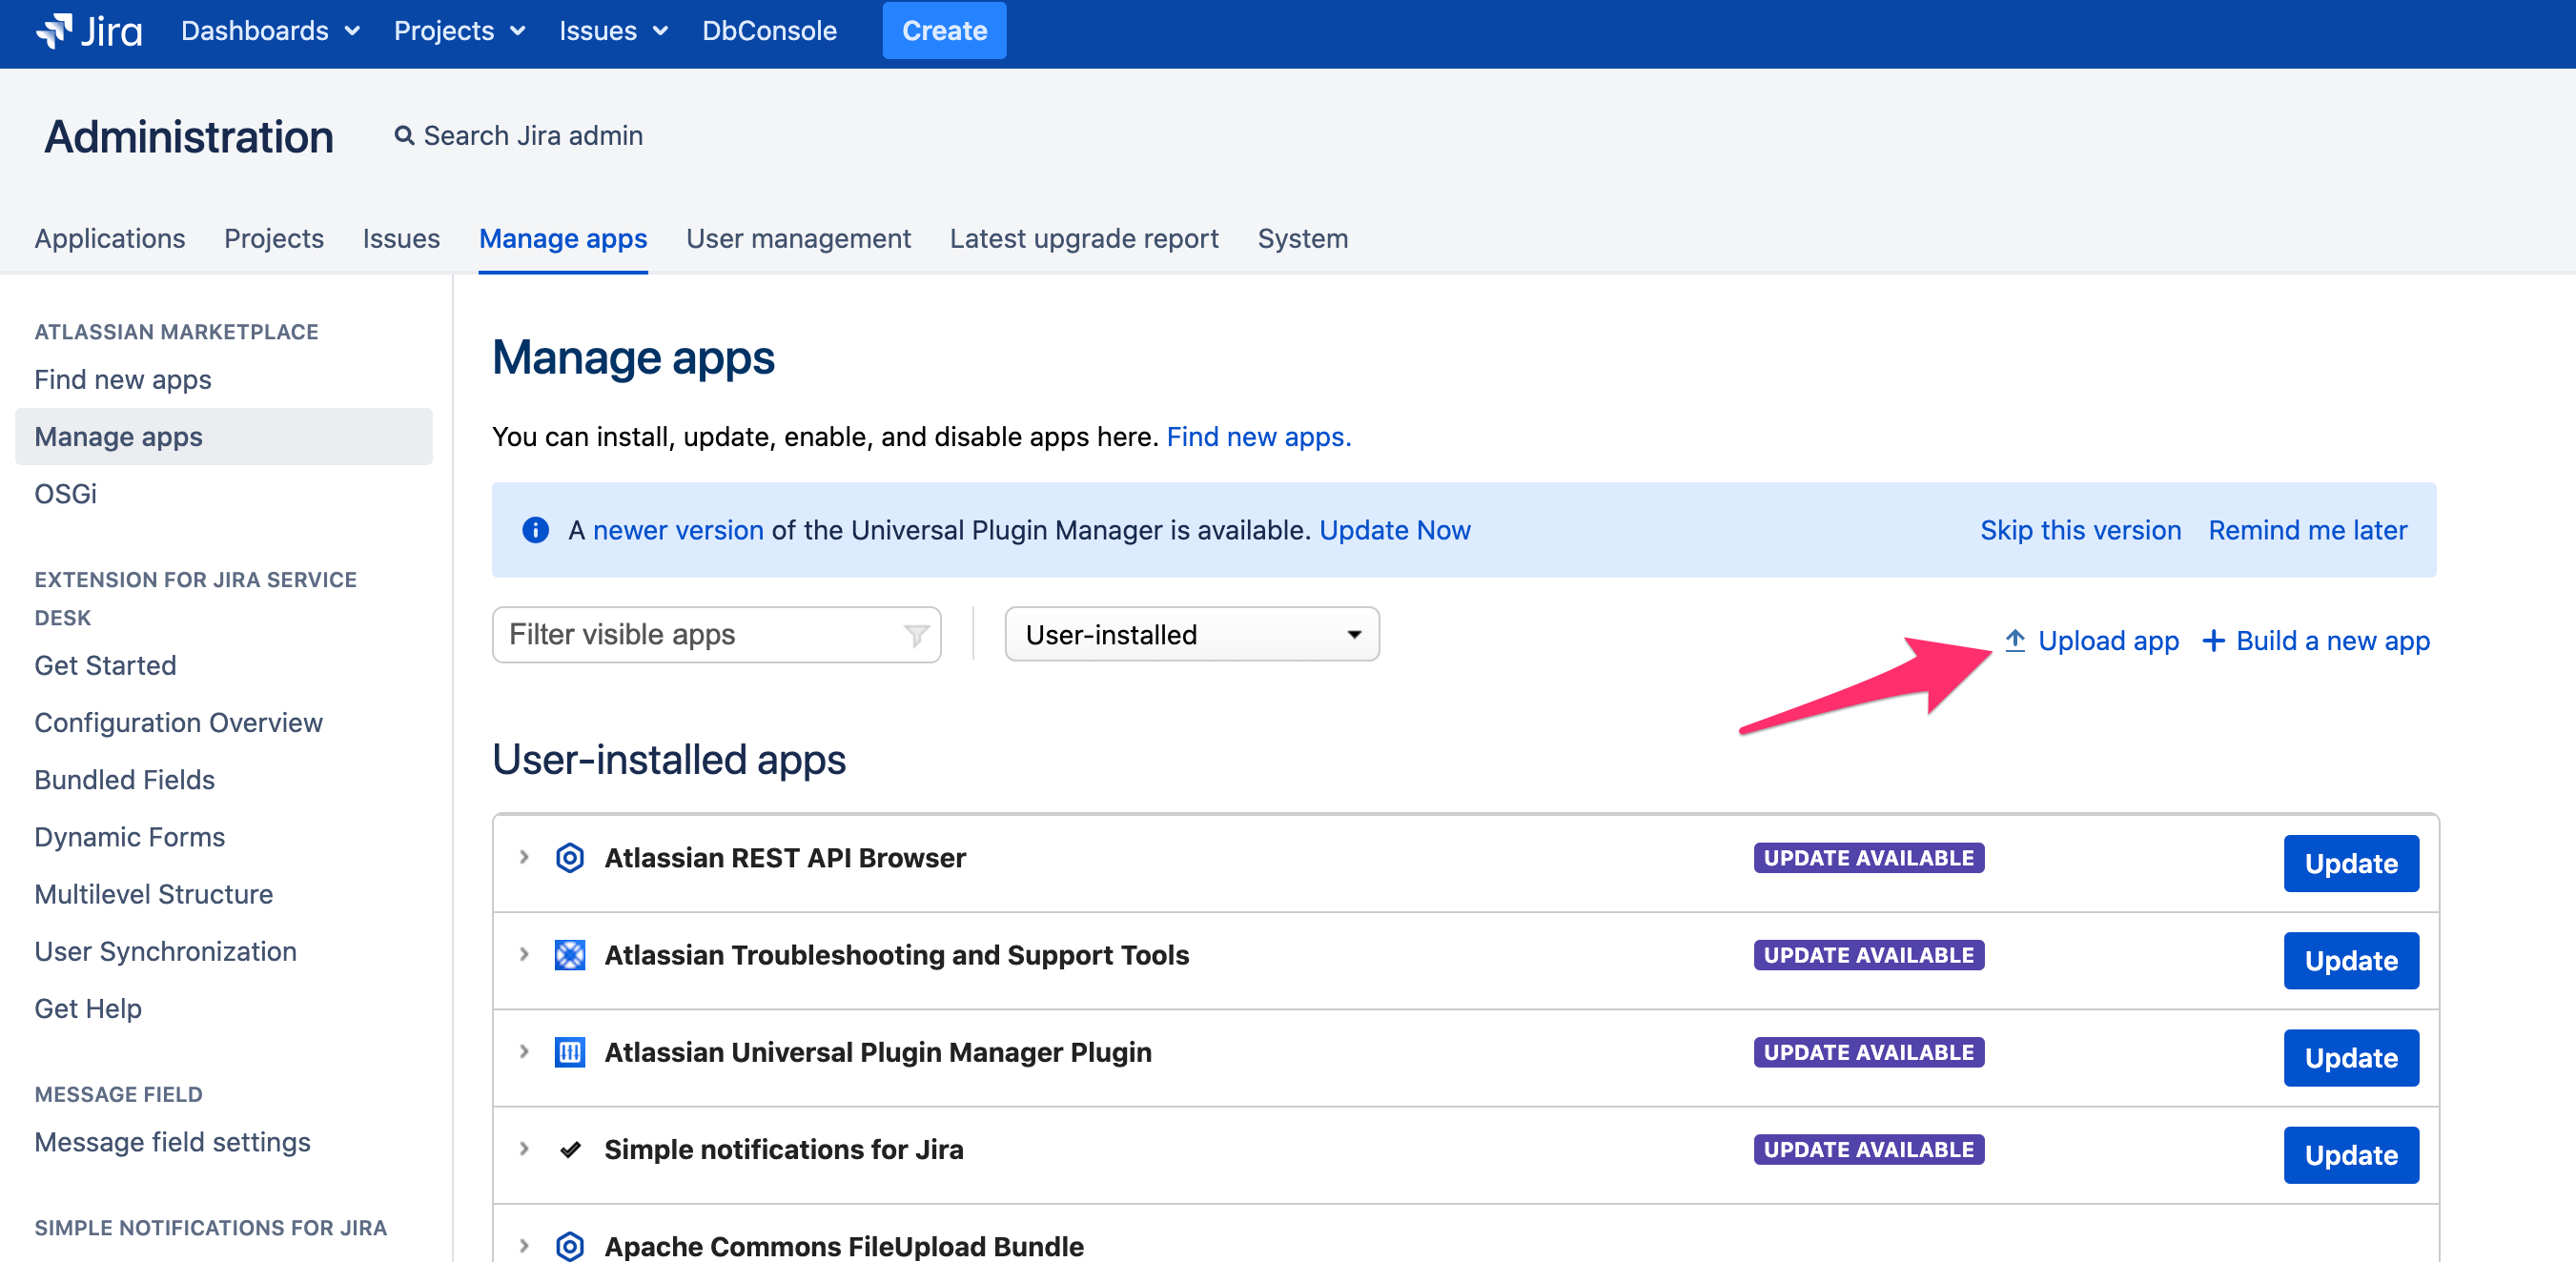 Jira Dashboards Projects Issues DbConsole Create
Administration Search Jira admin
Applications Projects Issues Manage apps User management Latest upgrade report System
ATLASSIAN MARKETPLACE
Find new apps
Manage apps
OSGi
EXTENSION FOR JIRA SERVICE
DESK
Get Started
Configuration Overview
Bundled Fields
Dynamic Forms
Multilevel Structure
User Synchronization
Get Help
MESSAGE FIELD
Message field settings
SIMPLE NOTIFICATIONS FOR JIRA
Manage apps
You can install, update, enable, and disable apps here. Find new apps.
A newer version of the Universal Plugin Manager is available. Update Now Skip this version Remind me later
Filter visible apps User-installed Upload app Build a new app
User-installed apps
Atlassian REST API Browser UPDATE AVAILABLE Update
Atlassian Troubleshooting and Support Tools UPDATE AVAILABLE Update
Atlassian Universal Plugin Manager Plugin UPDATE AVAILABLE Update
Simple notifications for Jira UPDATE AVAILABLE Update
Apache Commons FileUpload Bundle